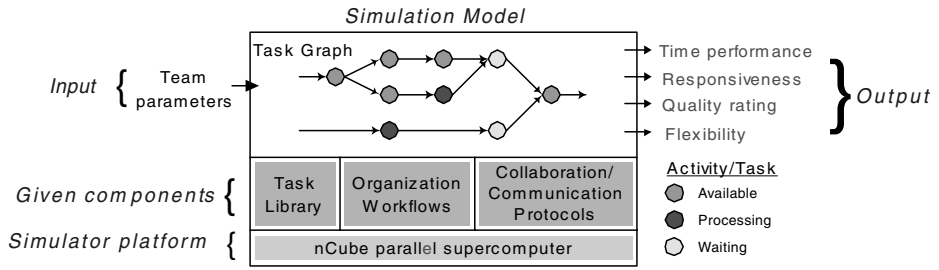 Simulation Model
Task Graph
Input
{
Team
parameters
Time performance
Responsiveness
Quality rating
Flexibility
}
Output
Given components
{
Task
Library
Organization
Workflows
Collaboration/
Communication
Protocols
Activity/Task
Available
Processing
Waiting
Simulator platform
{
nCube parallel supercomputer